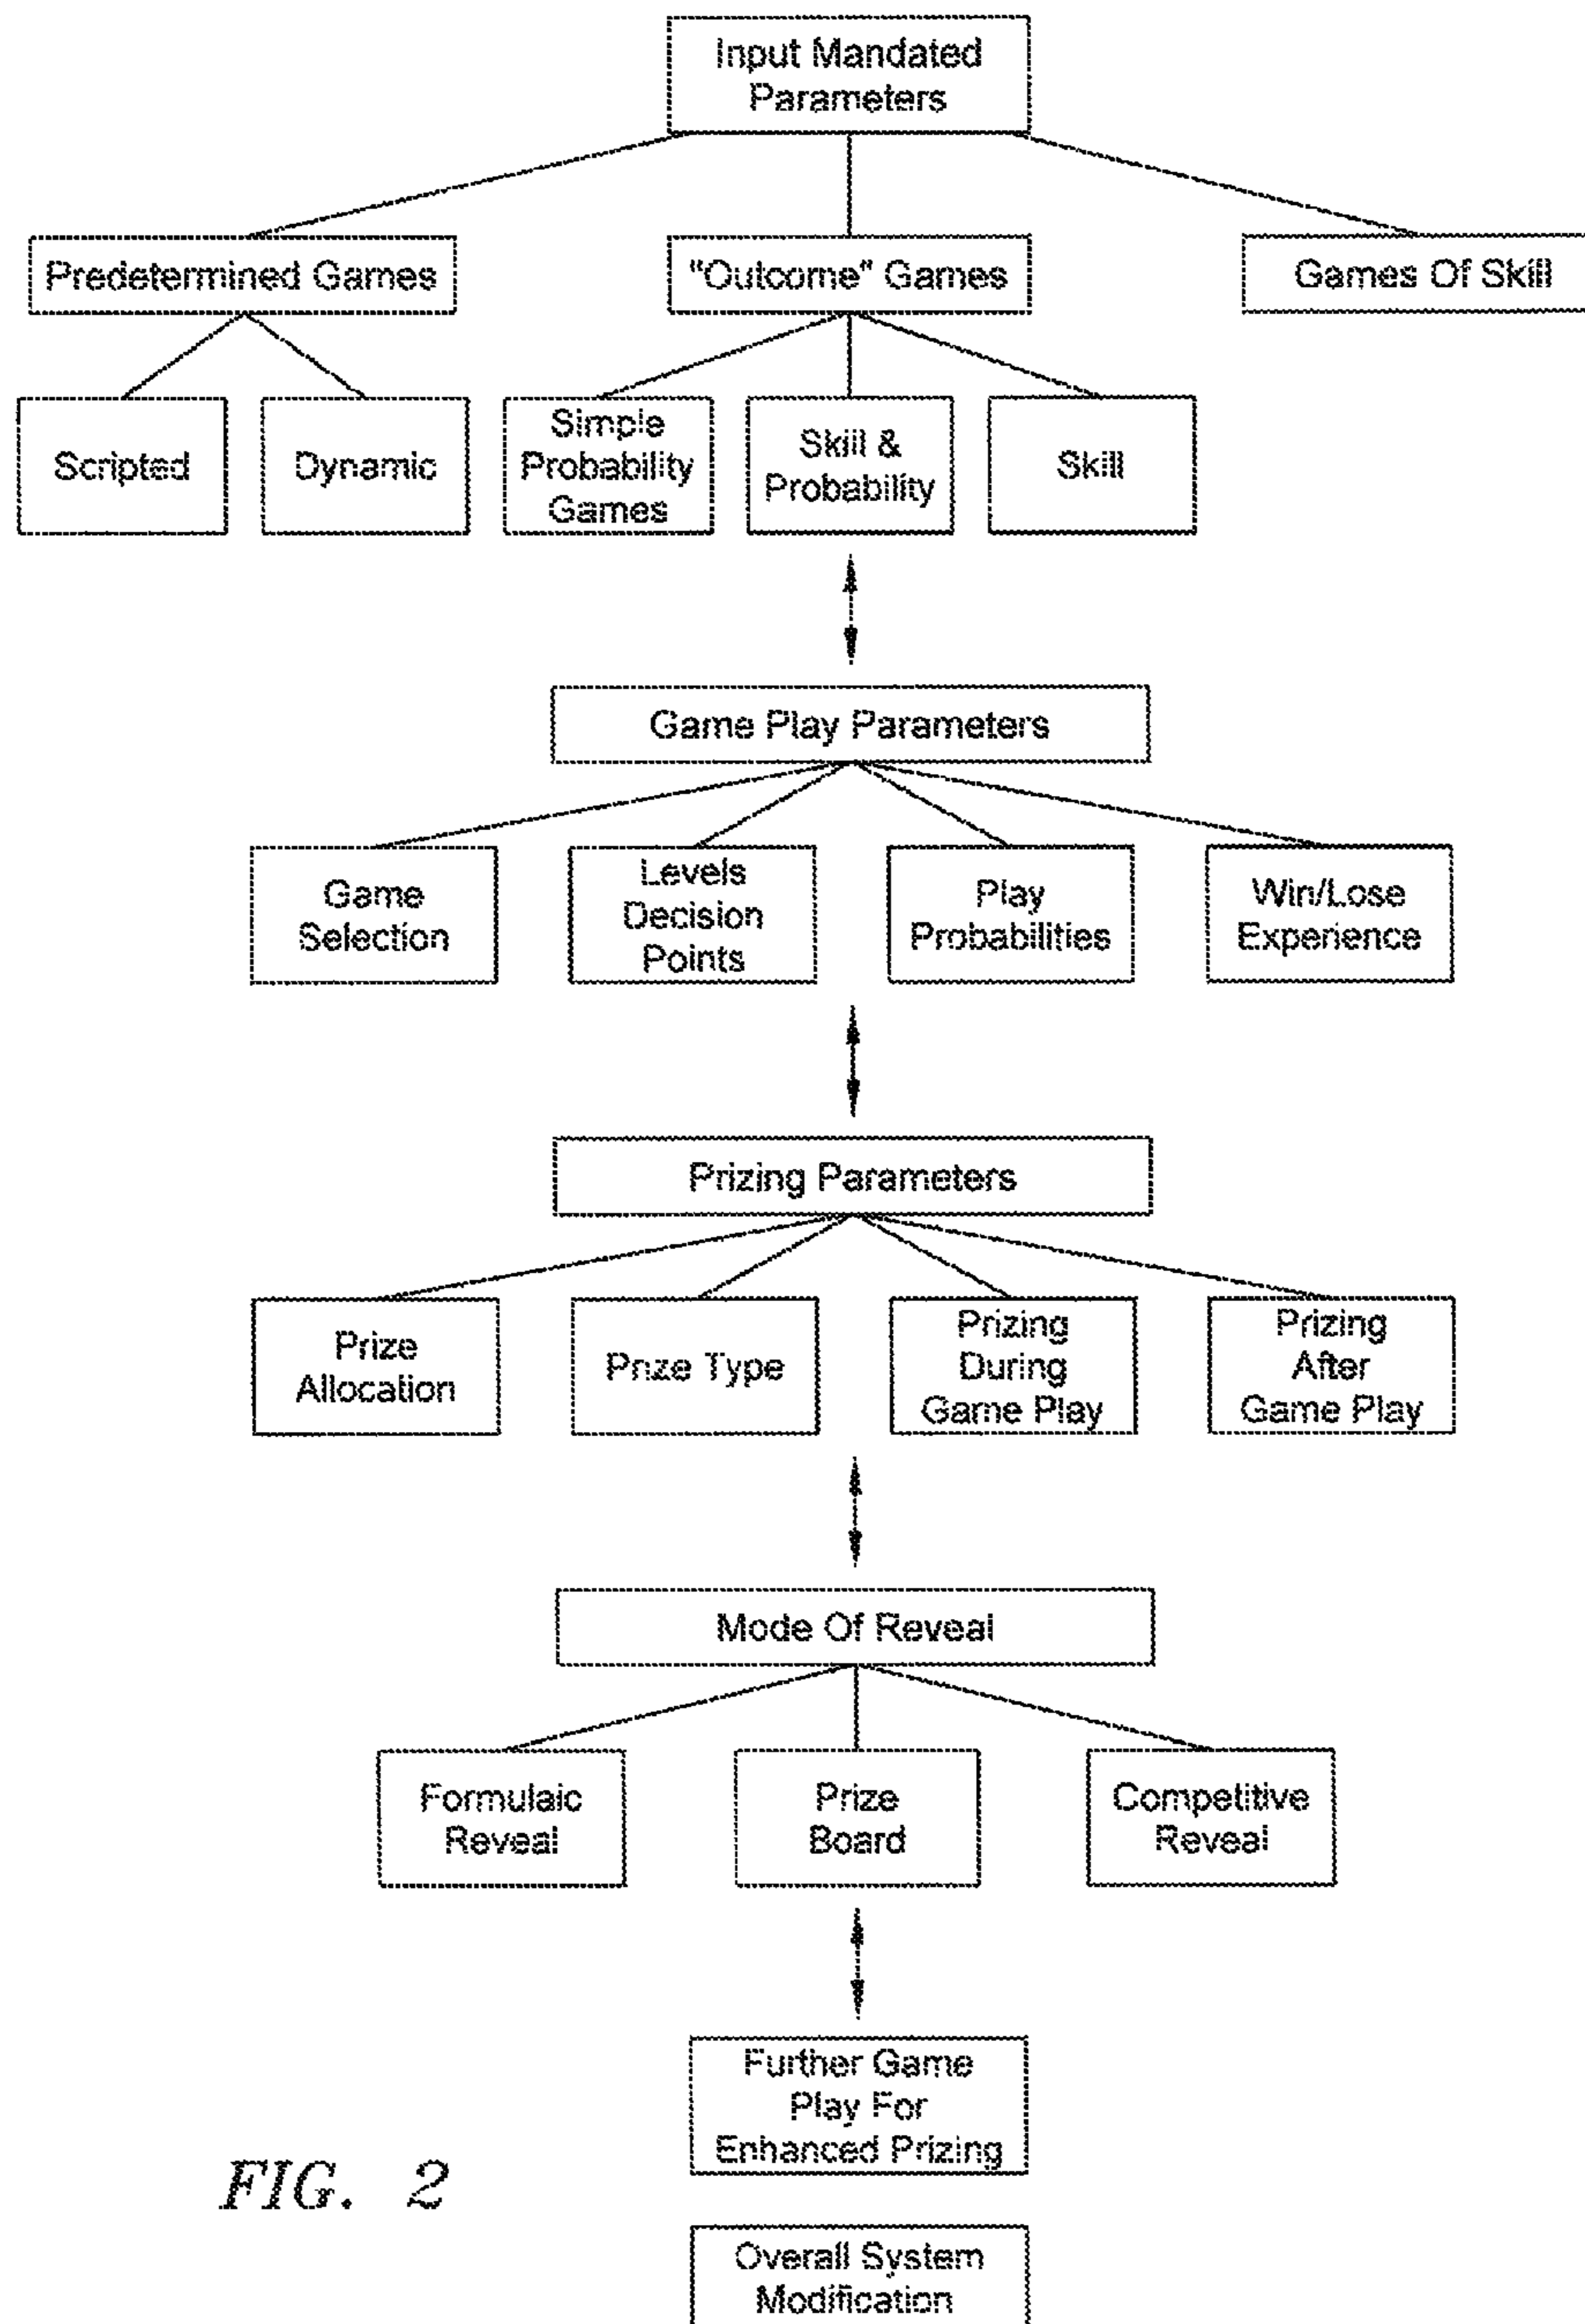 Input Mandated
Parameters
Predetermined Games
"Outcome" Games
Games Of Skill
Scripted
Dynamic
Simple
Probability
Games
Skill &
Probability
Skill
Game Play Parameters
Game
Selection
Levels
Decision
Points
Play
Probabilities
Win/Lose
Experience
Prizing Parameters
Prize
Allocation
Prize Type
Prizing
During
Game Play
Prizing
After
Game Play
Mode Of Reveal
Formulaic
Reveal
Prize
Board
Competitive
Reveal
Further Game
Play For
Enhanced Prizing
FIG. 2
Overall System
Modification